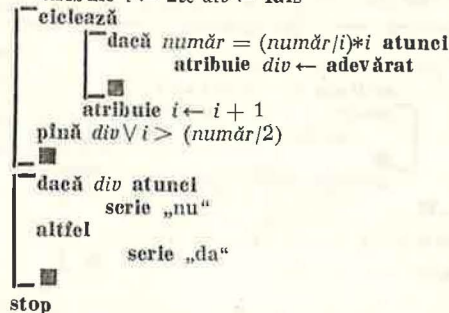 ciclează
dacă număr = (număr/i)*i atunci
atribuie div ← adevărat
atribuie i ← i + 1
pînă div ∨ i > (număr/2)
dacă div atunci
scrie „nu“
altfel
scrie „da“
stop